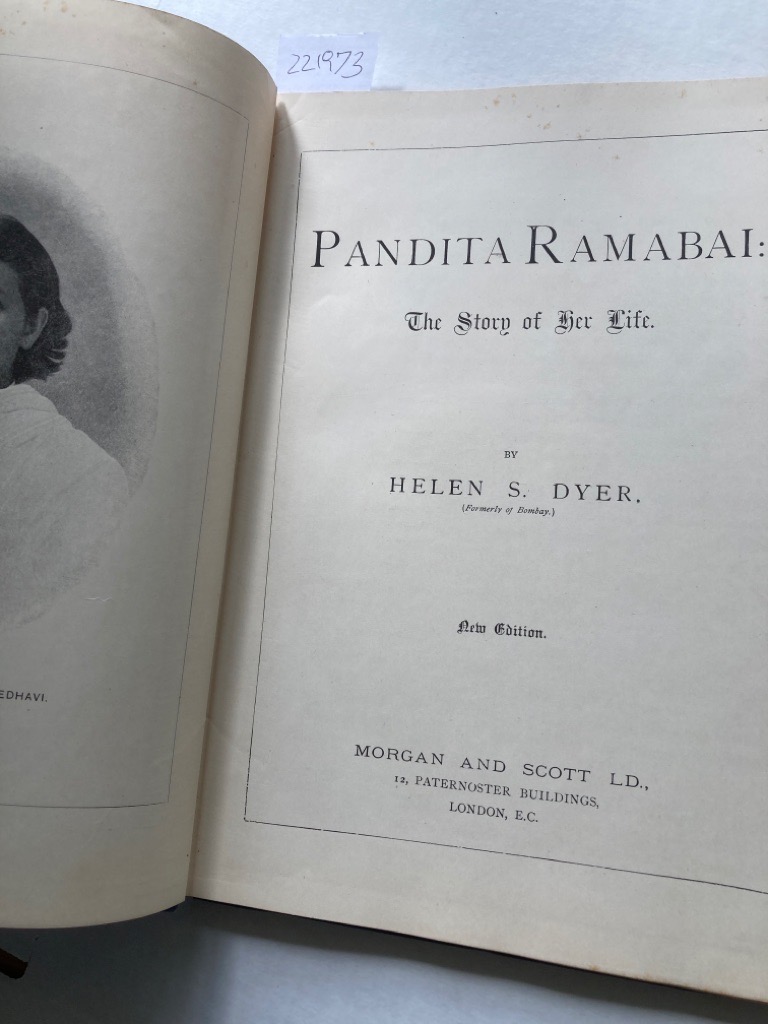 221973
PANDITA RAMABAI:
The Story of Her Life.
BY
HELEN S. DYER.
(Formerly of Bombay.)
New Edition.
EDHAVI.
MORGAN AND SCOTT LD.,
12, PATERNOSTER BUILDINGS,
LONDON, E.C.